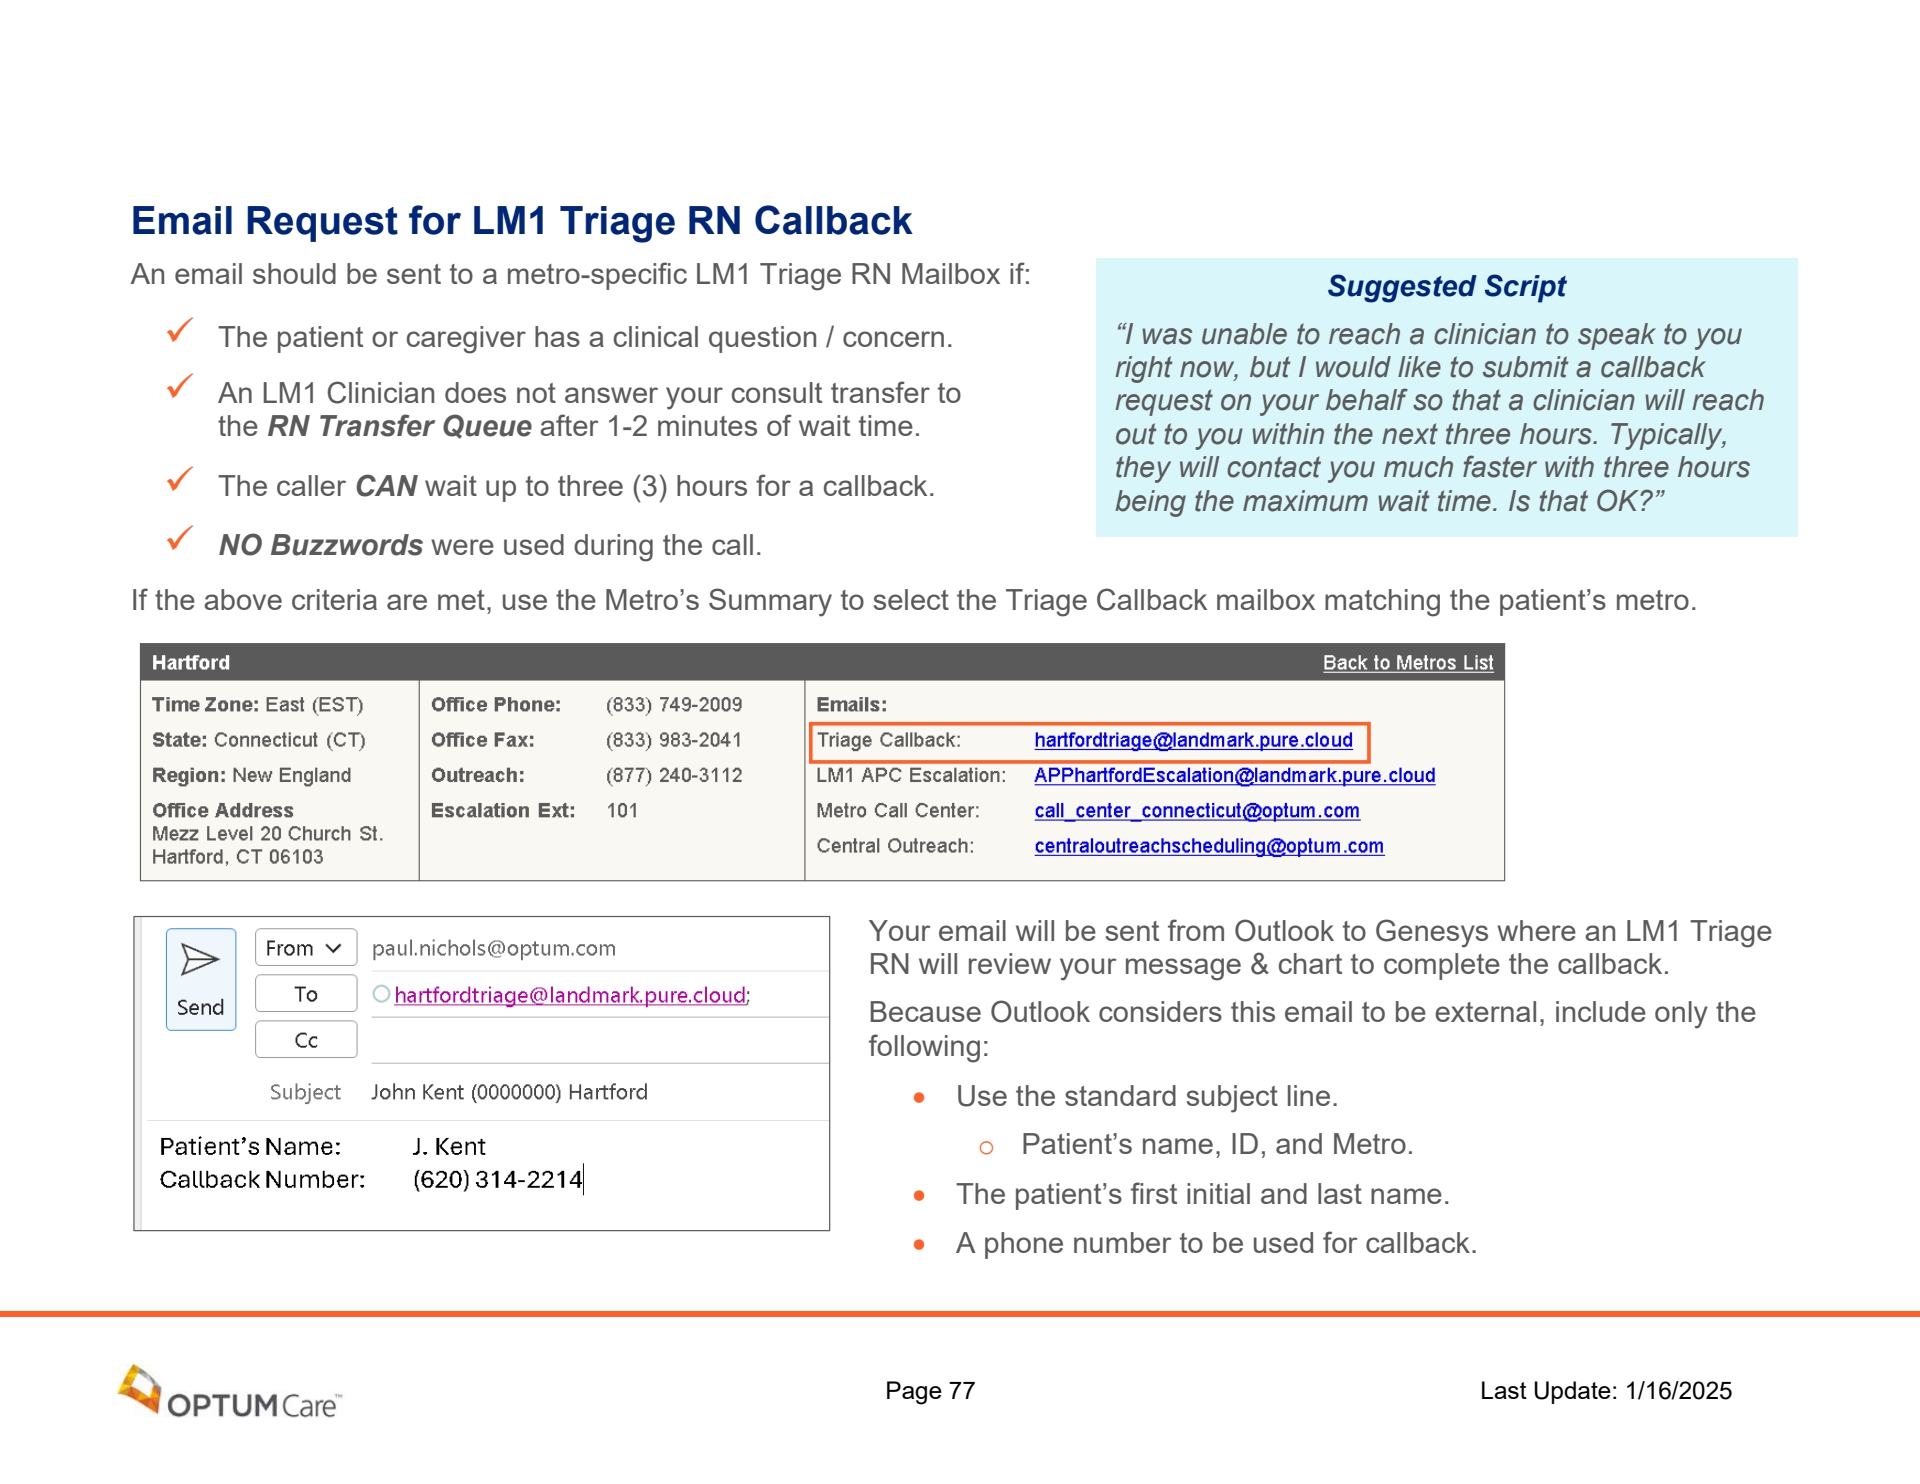 Email Request for LM1 Triage RN Callback
An email should be sent to a metro-specific LM1 Triage RN Mailbox if:
The patient or caregiver has a clinical question / concern.
An LM1 Clinician does not answer your consult transfer to
the RN Transfer Queue after 1-2 minutes of wait time.
The caller CAN wait up to three (3) hours for a callback.
NO Buzzwords were used during the call.
Suggested Script
“I was unable to reach a clinician to speak to you
right now, but I would like to submit a callback
request on your behalf so that a clinician will reach
out to you within the next three hours. Typically,
they will contact you much faster with three hours
being the maximum wait time. Is that OK?”
If the above criteria are met, use the Metro’s Summary to select the Triage Callback mailbox matching the patient’s metro.
Hartford Back to Metros List
Time Zone: East (EST)
State: Connecticut (CT)
Region: New England
Office Address
Mezz Level 20 Church St.
Hartford, CT 06103
Office Phone: (833) 749-2009
Office Fax: (833) 983-2041
Outreach: (877) 240-3112
Escalation Ext: 101
Emails:
Triage Callback: hartfordtriage@landmark.pure.cloud
LM1 APC Escalation: APPhartfordEscalation@landmark.pure.cloud
Metro Call Center: call_center_connecticut@optum.com
Central Outreach: centraloutreachscheduling@optum.com
Send
From paul.nichols@optum.com
To hartfordtriage@landmark.pure.cloud;
Cc
Subject John Kent (0000000) Hartford
Patient’s Name: J. Kent
Callback Number: (620) 314-2214
Your email will be sent from Outlook to Genesys where an LM1 Triage
RN will review your message & chart to complete the callback.
Because Outlook considers this email to be external, include only the
following:
• Use the standard subject line.
o Patient’s name, ID, and Metro.
• The patient’s first initial and last name.
• A phone number to be used for callback.
OPTUM Care™
Page 77
Last Update: 1/16/2025